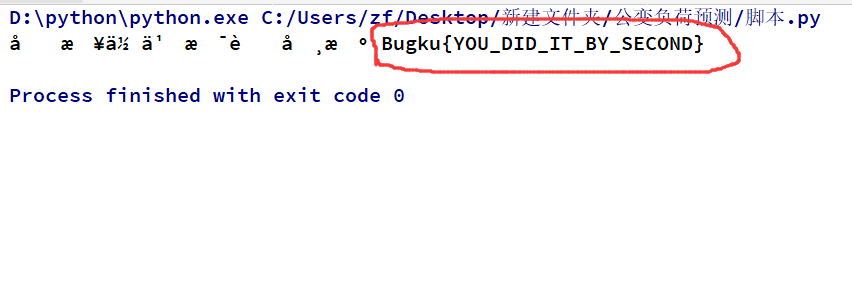 D:\python\python.exe C:/Users/zf/Desktop/新建文件夹/公变负荷预测/脚本.py
å æ ¥ä½ ä¹ æ ¯è å ¸æ º Bugku{YOU_DID_IT_BY_SECOND}
Process finished with exit code 0